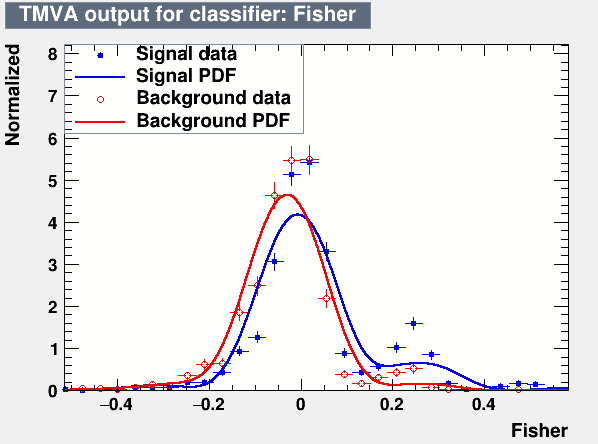 TMVA output for classifier: Fisher
Normalized
Signal data
Signal PDF
Background data
Background PDF
8
7
6
5
4
3
2
1
0
−0.4 −0.2 0 0.2 0.4
Fisher